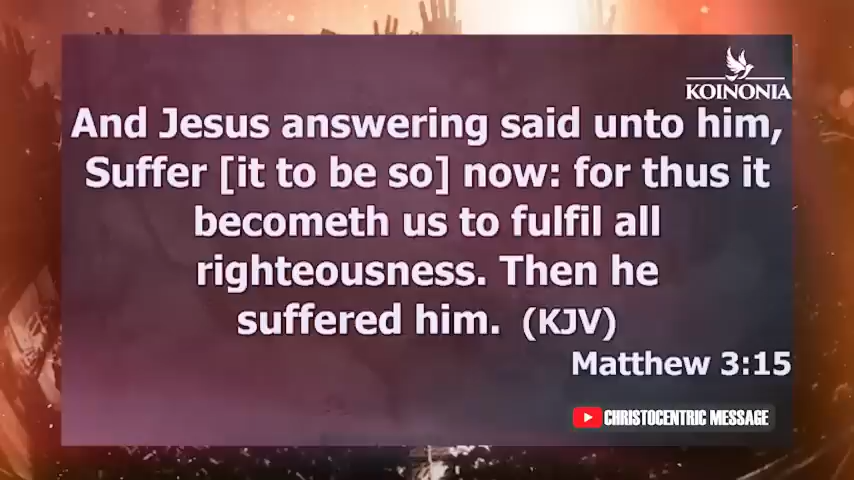 KOINONIA
And Jesus answering said unto him,
Suffer [it to be so] now: for thus it
becometh us to fulfil all
righteousness. Then he
suffered him. (KJV)
Matthew 3:15
CHRISTOCENTRIC MESSAGE